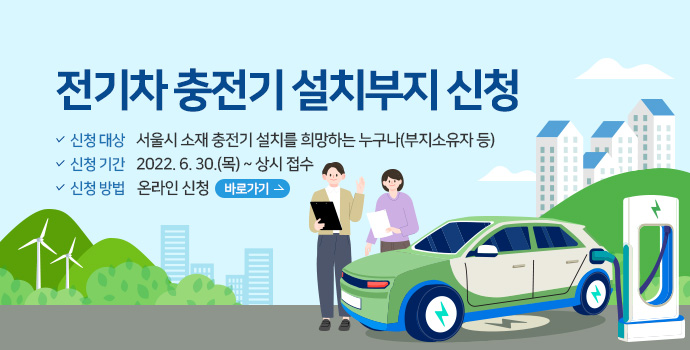 전기차 충전기 설치부지 신청
신청 대상 서울시 소재 충전기 설치를 희망하는 누구나(부지소유자 등)
신청 기간 2022. 6. 30.(목) ~ 상시 접수
신청 방법 온라인 신청 바로가기